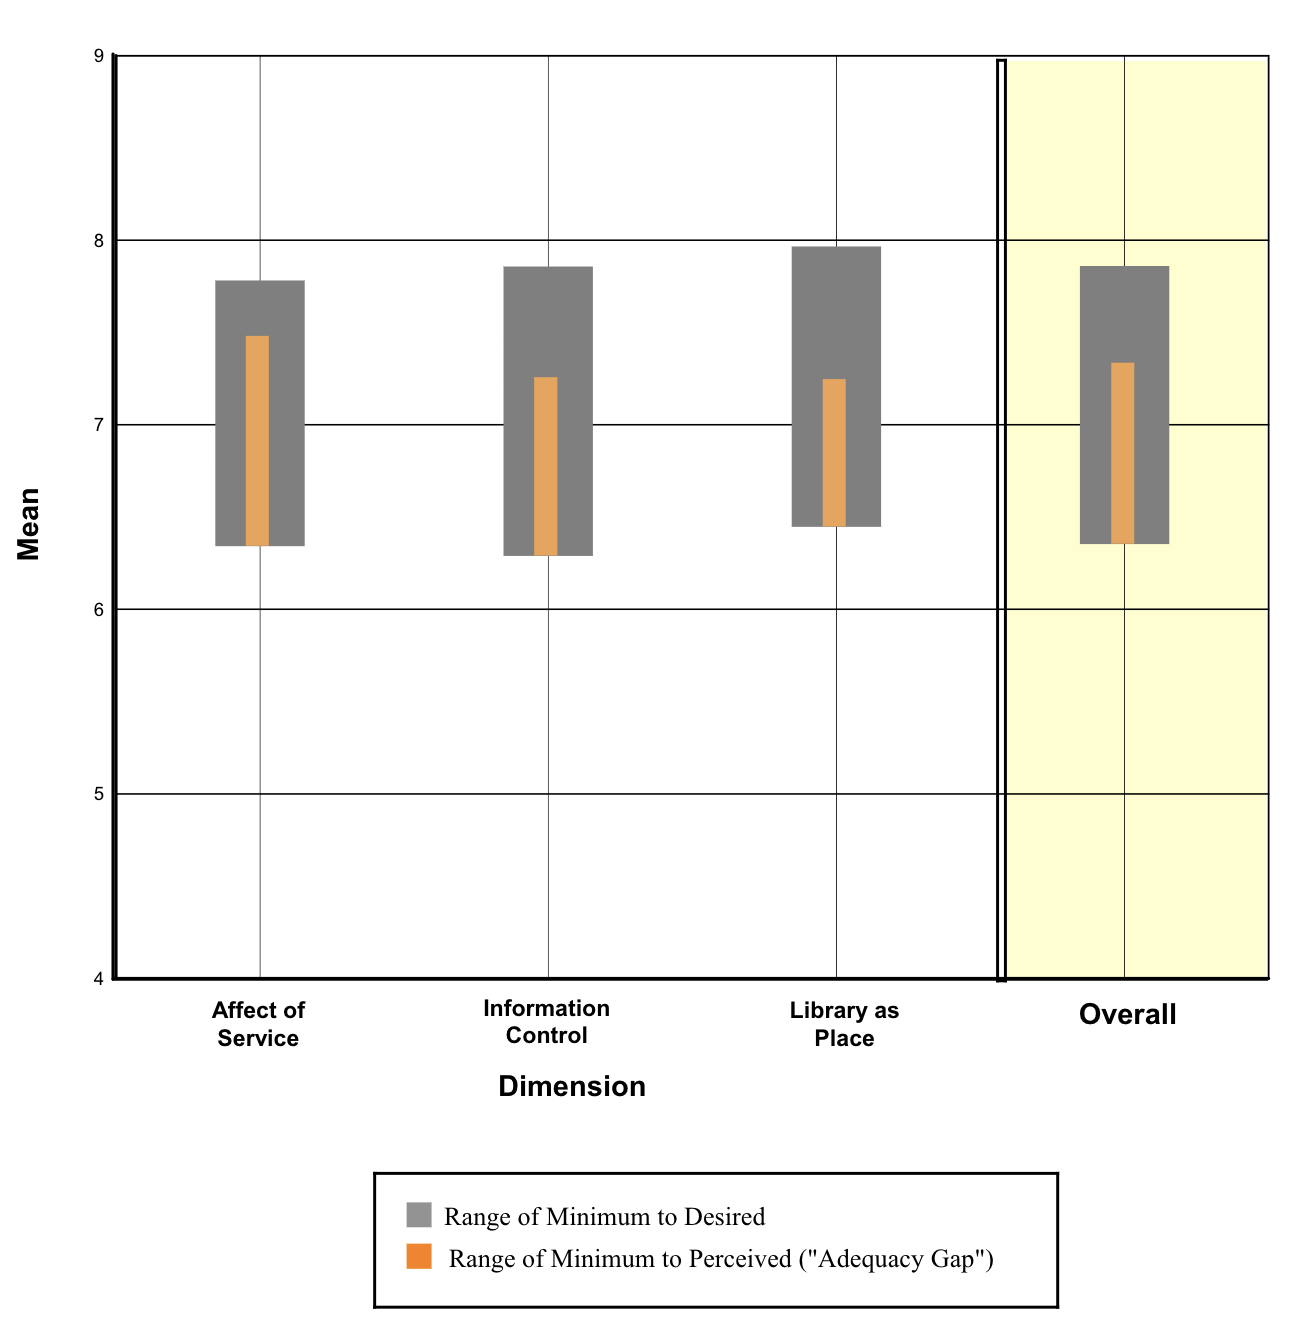 9
8
7
6
5
4
Mean
Affect of
Service
Information
Control
Library as
Place
Overall
Dimension
Range of Minimum to Desired
Range of Minimum to Perceived ("Adequacy Gap")